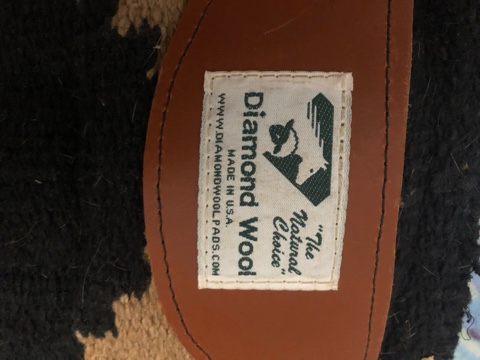 "The
Natural
Choice"
Diamond Wool
MADE IN U.S.A.
WWW.DIAMONDWOOLPADS.COM